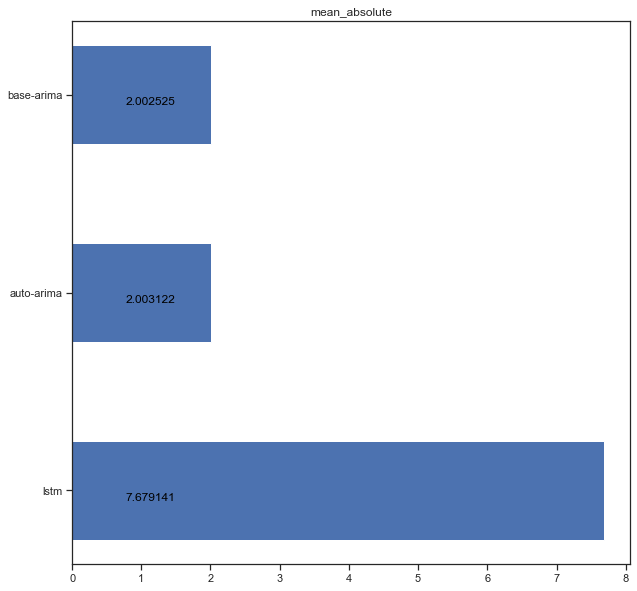 mean_absolute
base-arima
2.002525
auto-arima
2.003122
lstm
7.679141
0 1 2 3 4 5 6 7 8